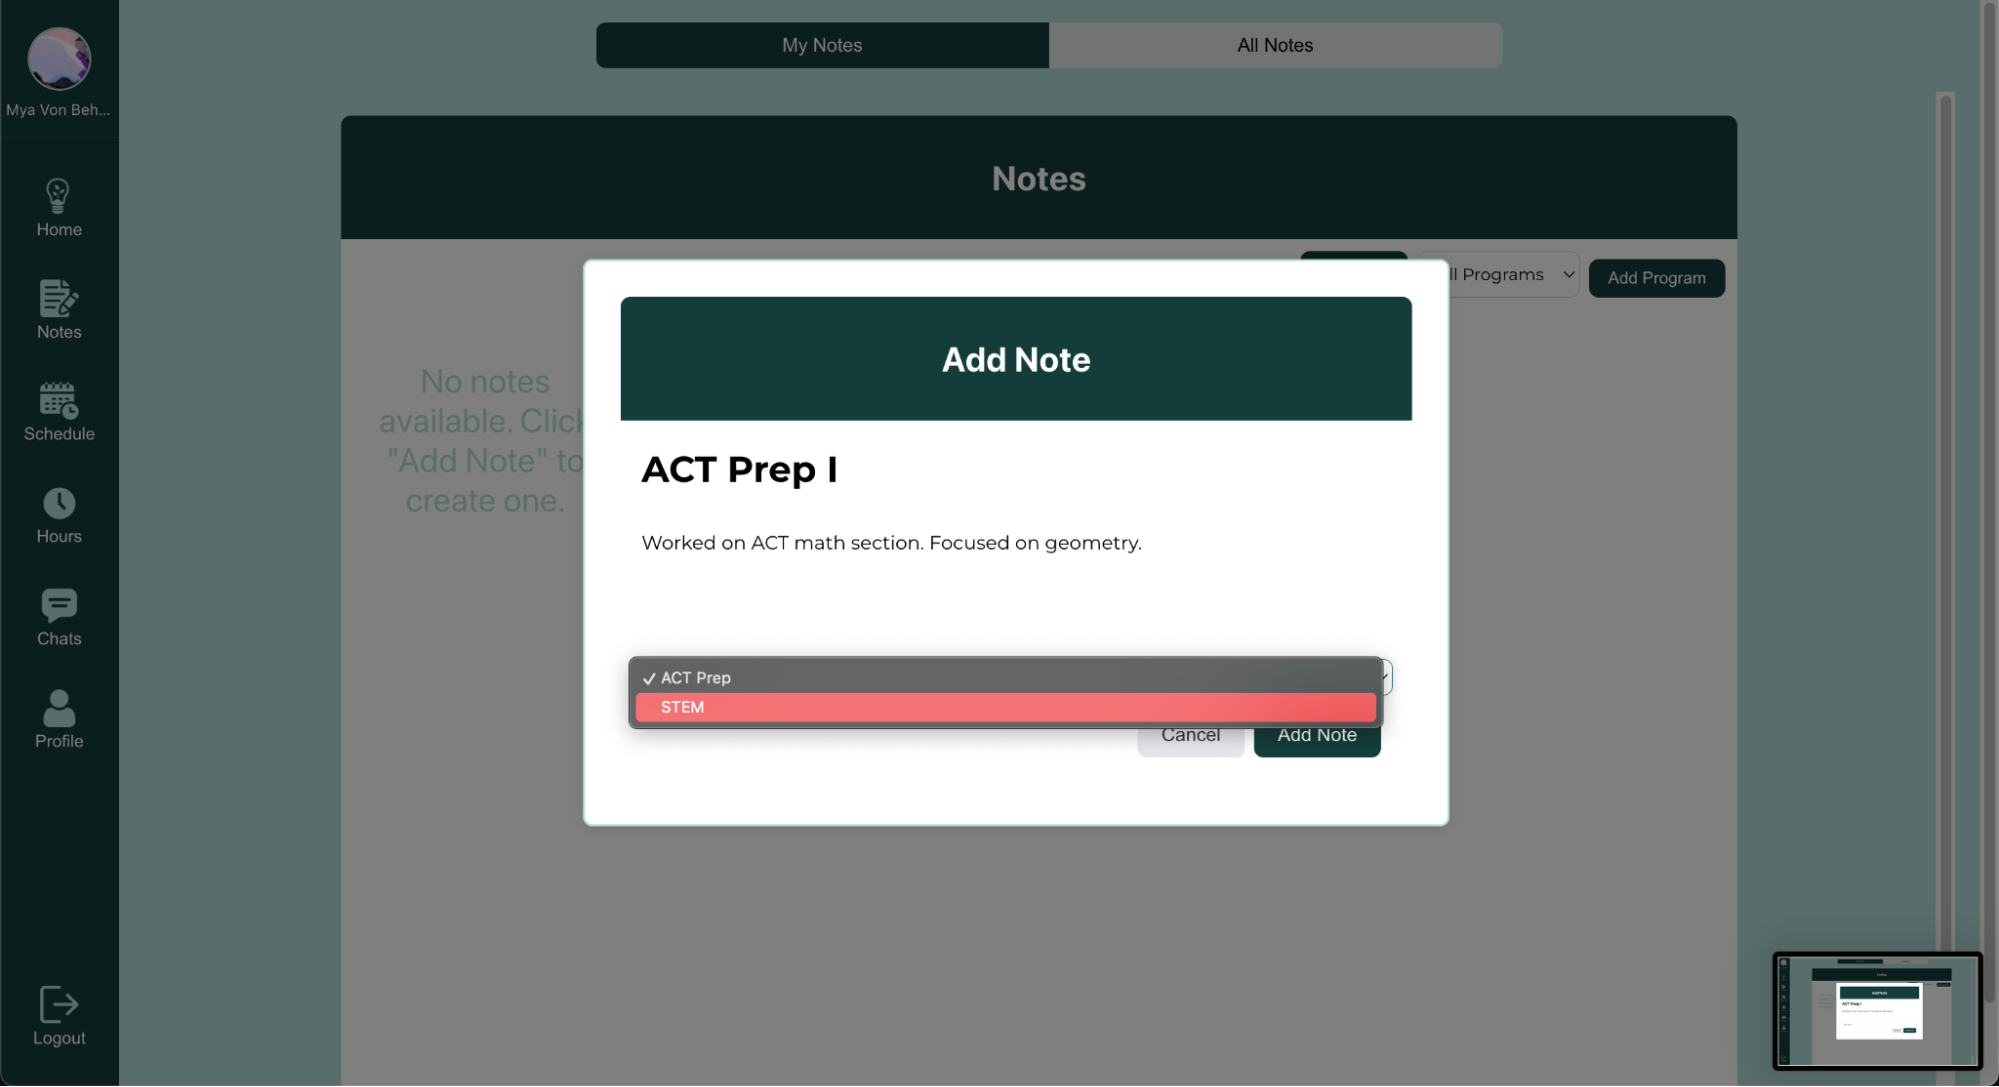 Mya Von Beh...
Home
Notes
Schedule
Hours
Chats
Profile
Logout
My Notes
All Notes
Notes
ll Programs
Add Program
No notes
available. Click
"Add Note" to
create one.
Add Note
ACT Prep I
Worked on ACT math section. Focused on geometry.
✓ ACT Prep
STEM
Cancel
Add Note